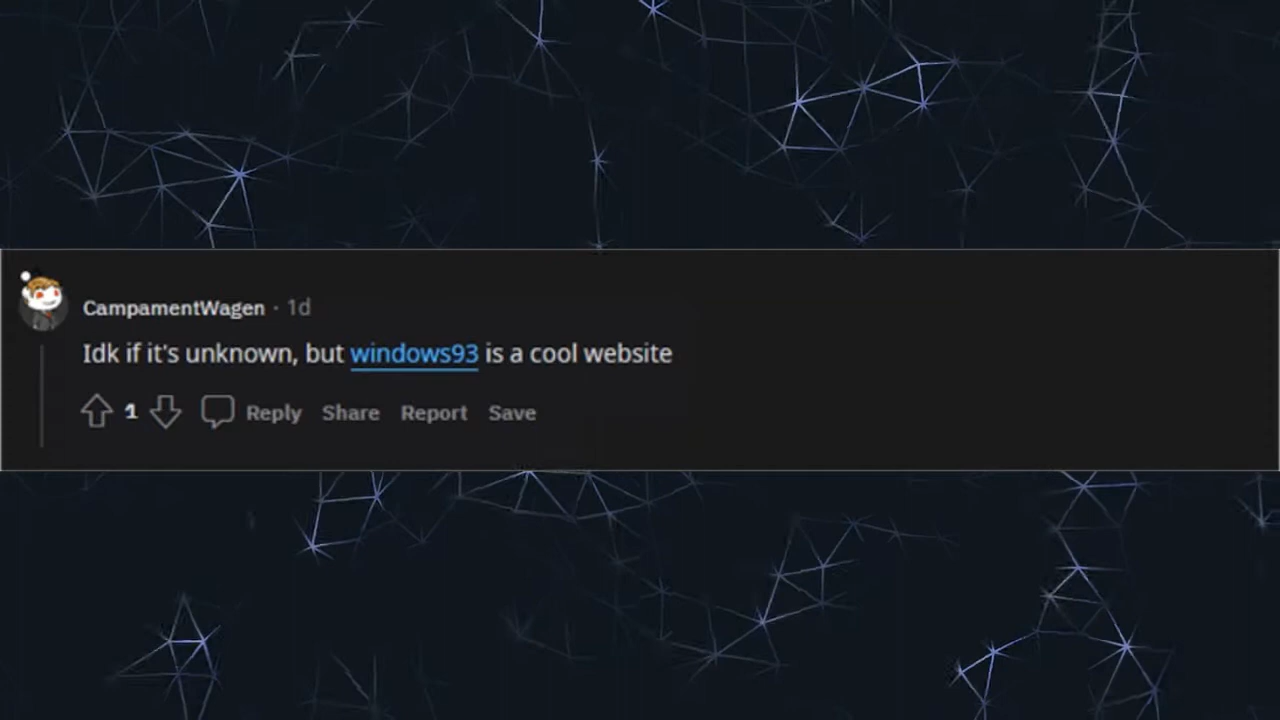 CampamentWagen · 1d
Idk if it's unknown, but windows93 is a cool website
1 Reply Share Report Save